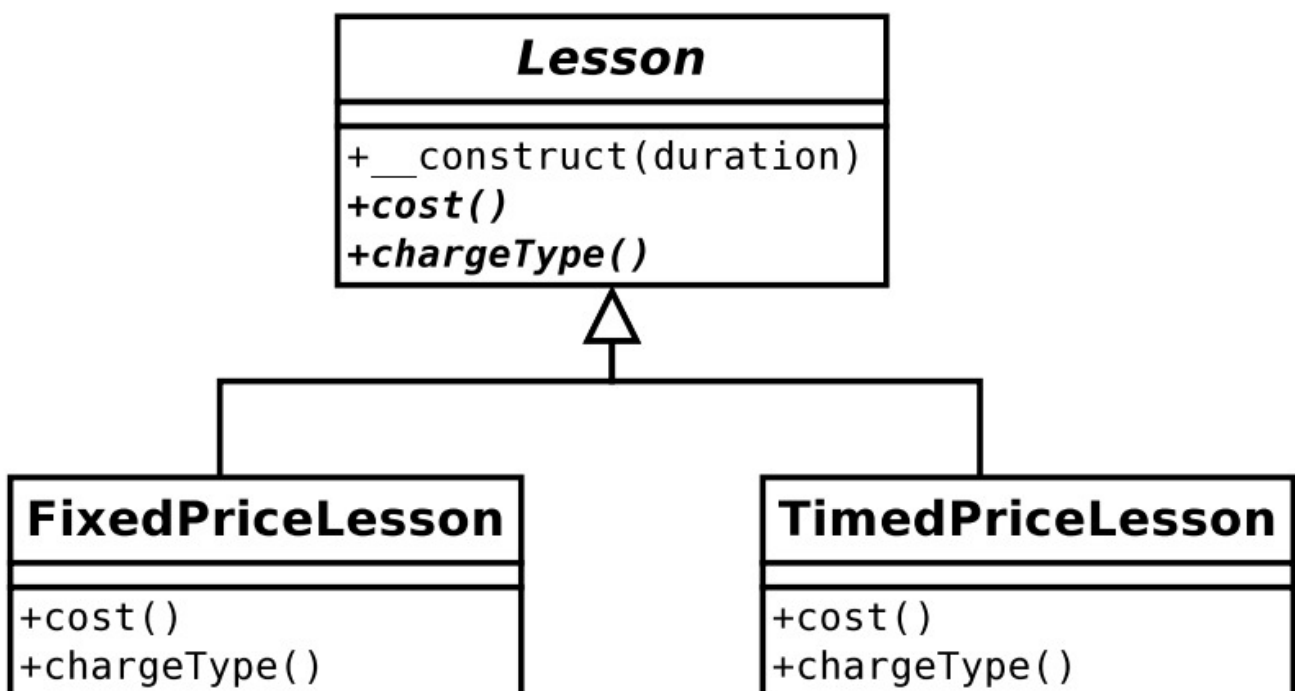 Lesson
+__construct(duration)
+cost()
+chargeType()
FixedPriceLesson
+cost()
+chargeType()
TimedPriceLesson
+cost()
+chargeType()